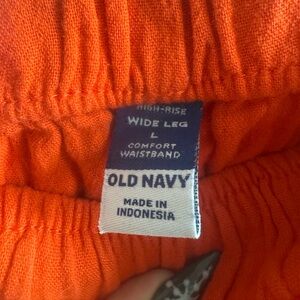 HIGH-RISE
WIDE LEG
L
COMFORT
WAISTBAND
OLD NAVY
MADE IN
INDONESIA